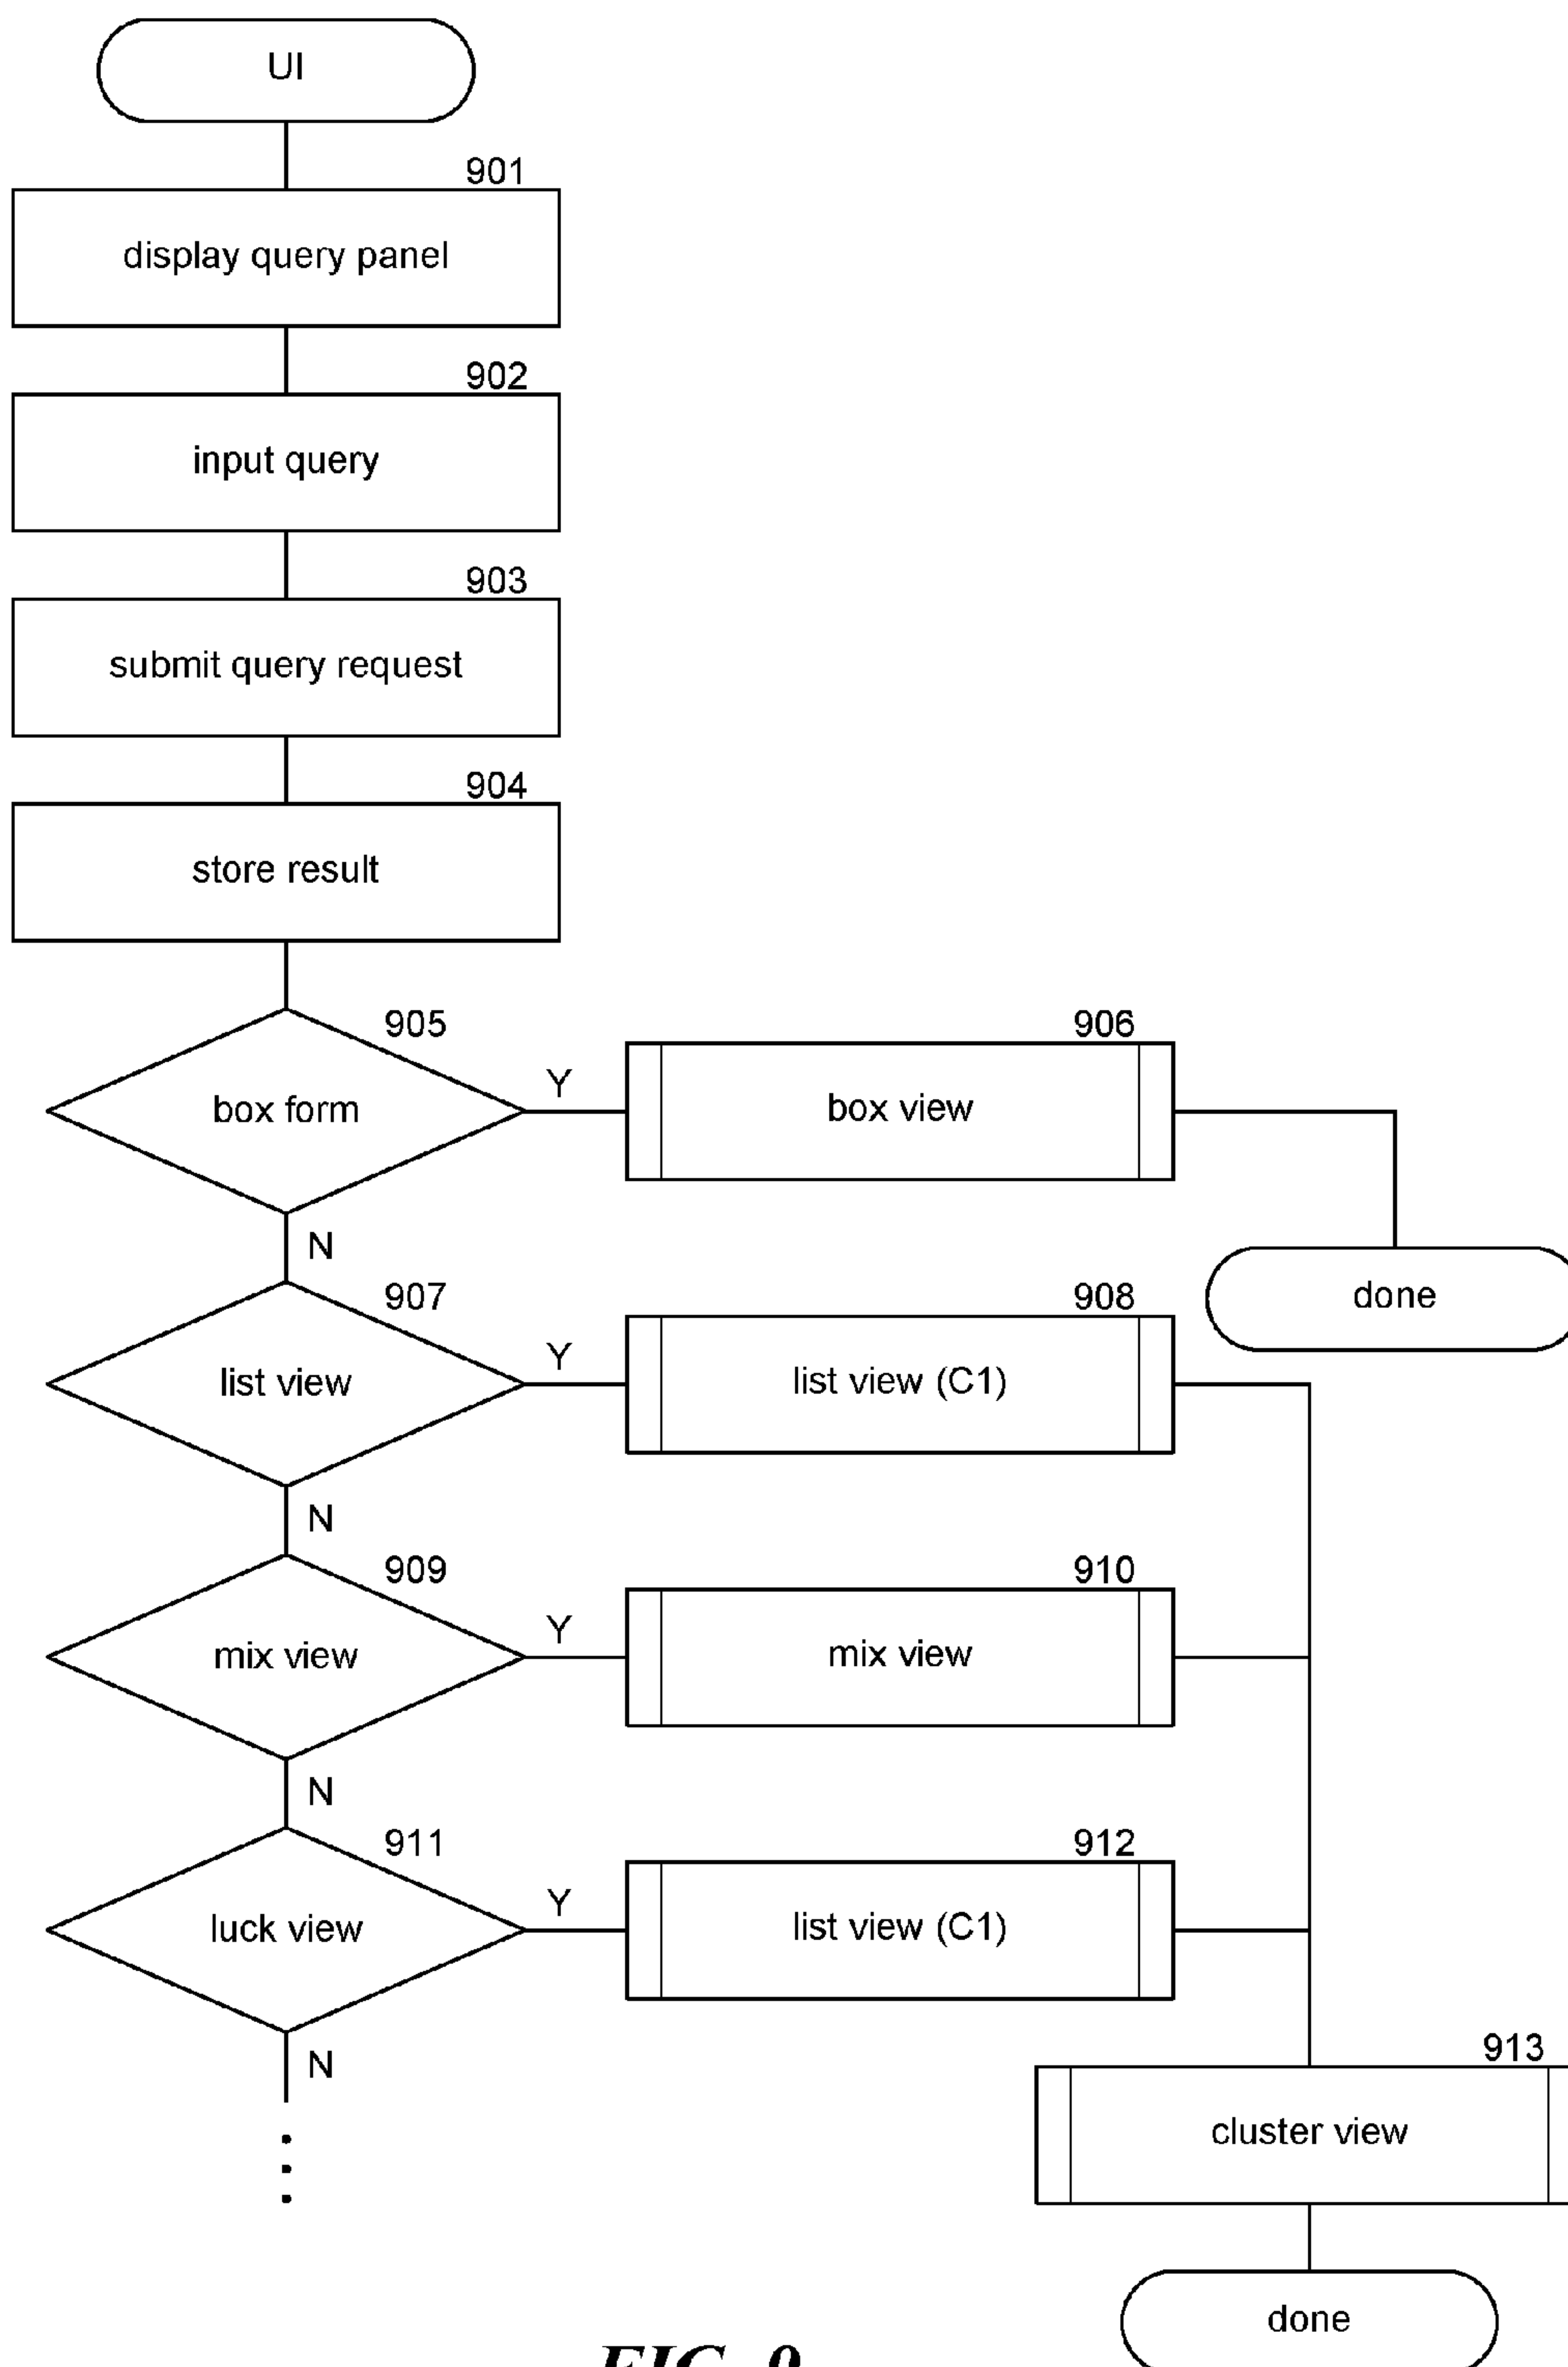 UI
901
display query panel
902
input query
903
submit query request
904
store result
905
box form
Y
906
box view
done
N
907
list view
Y
908
list view (C1)
N
909
mix view
Y
910
mix view
N
911
luck view
Y
912
list view (C1)
N
913
cluster view
done
FIG. 9